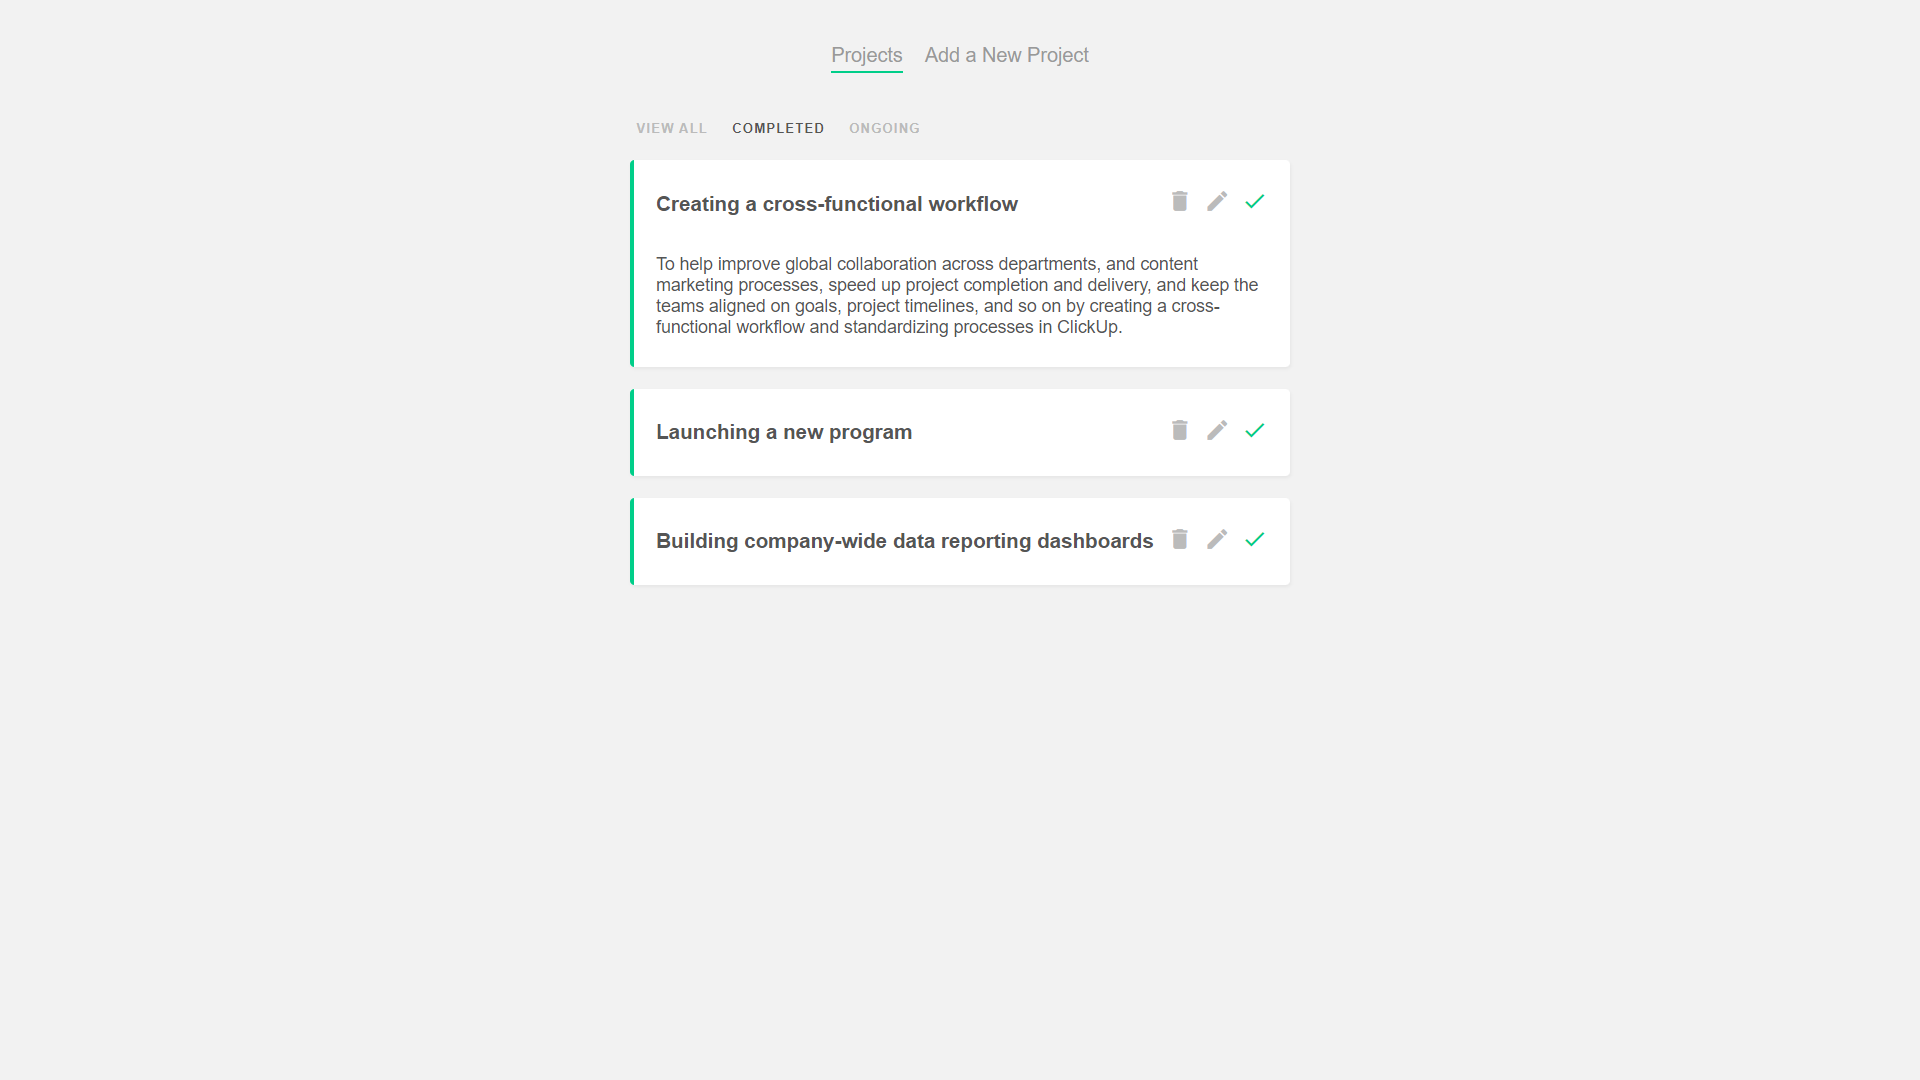 Projects Add a New Project
VIEW ALL COMPLETED ONGOING
Creating a cross-functional workflow
To help improve global collaboration across departments, and content
marketing processes, speed up project completion and delivery, and keep the
teams aligned on goals, project timelines, and so on by creating a cross-
functional workflow and standardizing processes in ClickUp.
Launching a new program
Building company-wide data reporting dashboards